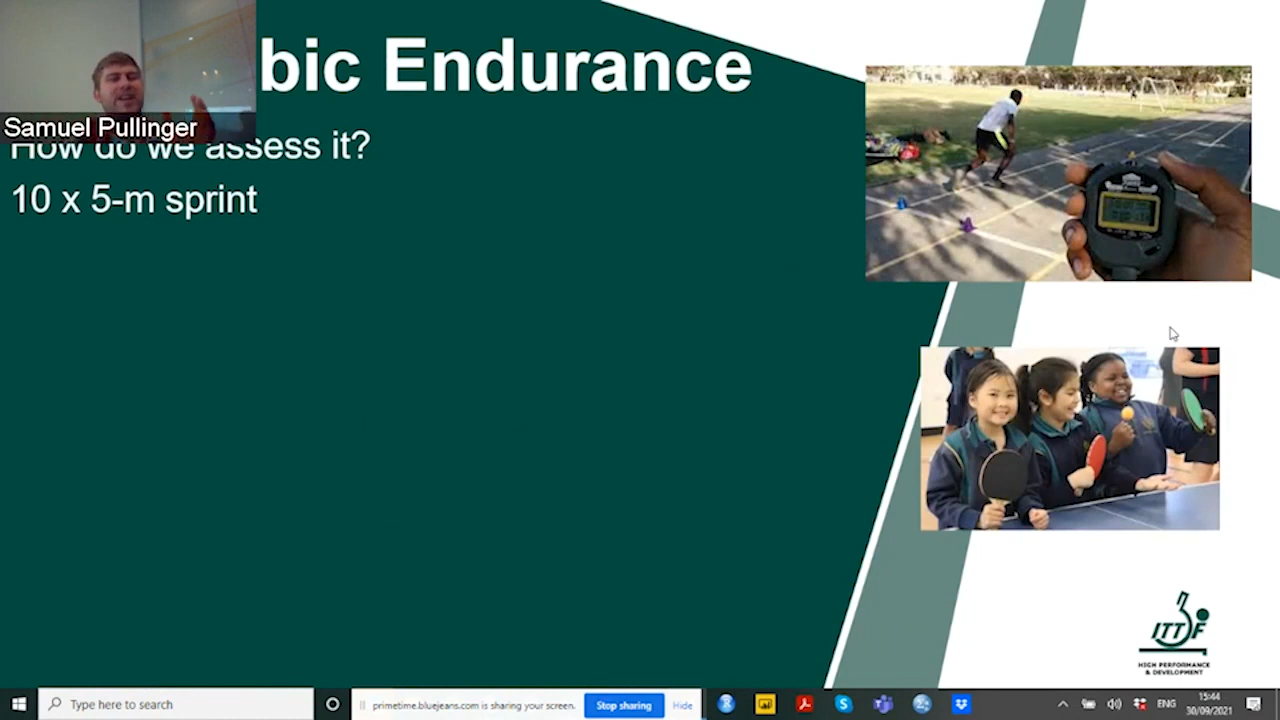 bic Endurance
Samuel Pullinger
How do we assess it?
10 x 5-m sprint
ITTF
HIGH PERFORMANCE
& DEVELOPMENT
Type here to search
primetime.bluejeans.com is sharing your screen.
Stop sharing
Hide
ENG
15:44
30/09/2021